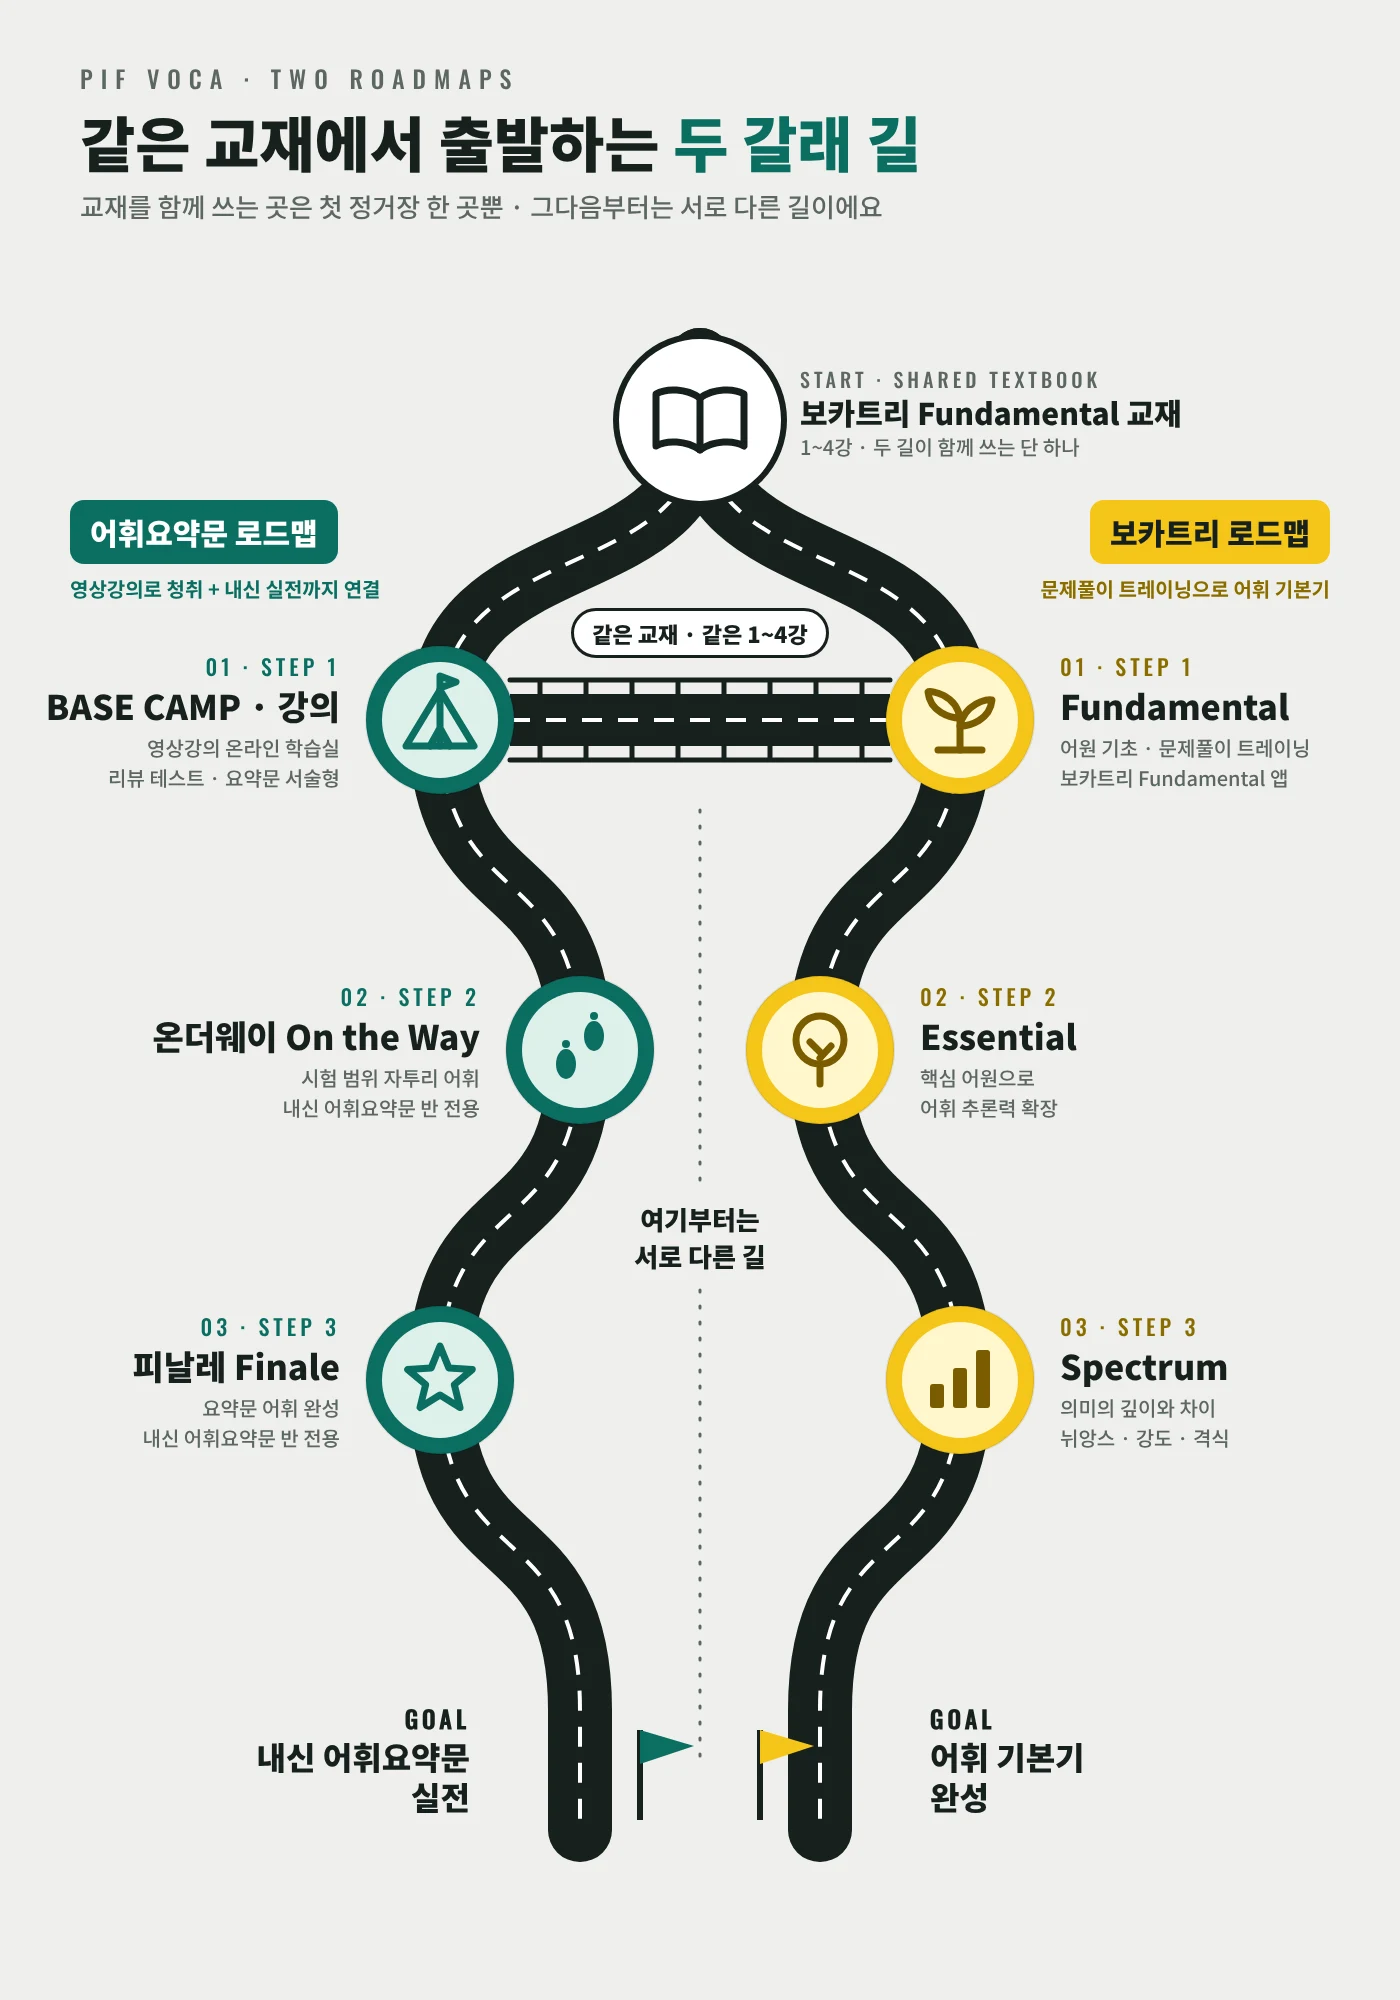 PIF VOCA · TWO ROADMAPS
같은 교재에서 출발하는 두 갈래 길
교재를 함께 쓰는 곳은 첫 정거장 한 곳뿐 · 그다음부터는 서로 다른 길이에요
START · SHARED TEXTBOOK
보카트리 Fundamental 교재
1~4강 · 두 길이 함께 쓰는 단 하나
어휘요약문 로드맵
영상강의로 청취 + 내신 실전까지 연결
보카트리 로드맵
문제풀이 트레이닝으로 어휘 기본기
같은 교재 · 같은 1~4강
01 · STEP 1
BASE CAMP · 강의
영상강의 온라인 학습실
리뷰 테스트 · 요약문 서술형
01 · STEP 1
Fundamental
어원 기초 · 문제풀이 트레이닝
보카트리 Fundamental 앱
02 · STEP 2
온더웨이 On the Way
시험 범위 자투리 어휘
내신 어휘요약문 반 전용
02 · STEP 2
Essential
핵심 어원으로
어휘 추론력 확장
여기부터는
서로 다른 길
03 · STEP 3
피날레 Finale
요약문 어휘 완성
내신 어휘요약문 반 전용
03 · STEP 3
Spectrum
의미의 깊이와 차이
뉘앙스 · 강도 · 격식
GOAL
내신 어휘요약문
실전
GOAL
어휘 기본기
완성